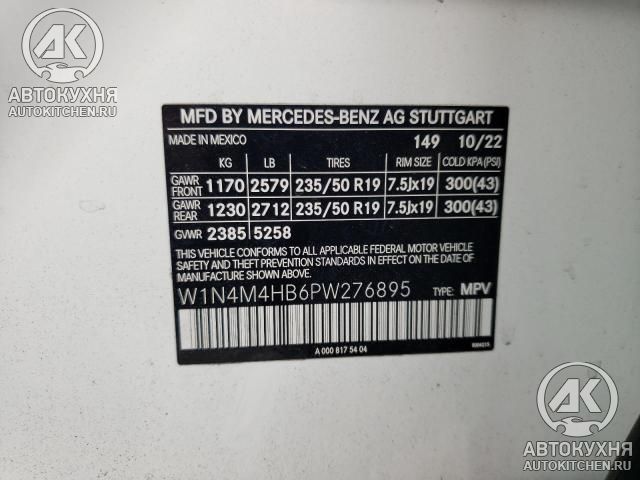 AK
АВТОКУХНЯ
AUTOKITCHEN.RU
MFD BY MERCEDES-BENZ AG STUTTGART
MADE IN MEXICO 149 10/22
KG LB TIRES RIM SIZE COLD KPA (PSI)
GAWR FRONT 1170 2579 235/50 R19 7.5Jx19 300(43)
GAWR REAR 1230 2712 235/50 R19 7.5Jx19 300(43)
GVWR 2385 5258
THIS VEHICLE CONFORMS TO ALL APPLICABLE FEDERAL MOTOR VEHICLE
SAFETY AND THEFT PREVENTION STANDARDS IN EFFECT ON THE DATE
OF MANUFACTURE SHOWN ABOVE.
W1N4M4HB6PW276895 TYPE: MPV
A 000 817 54 04
AK
АВТОКУХНЯ
AUTOKITCHEN.RU